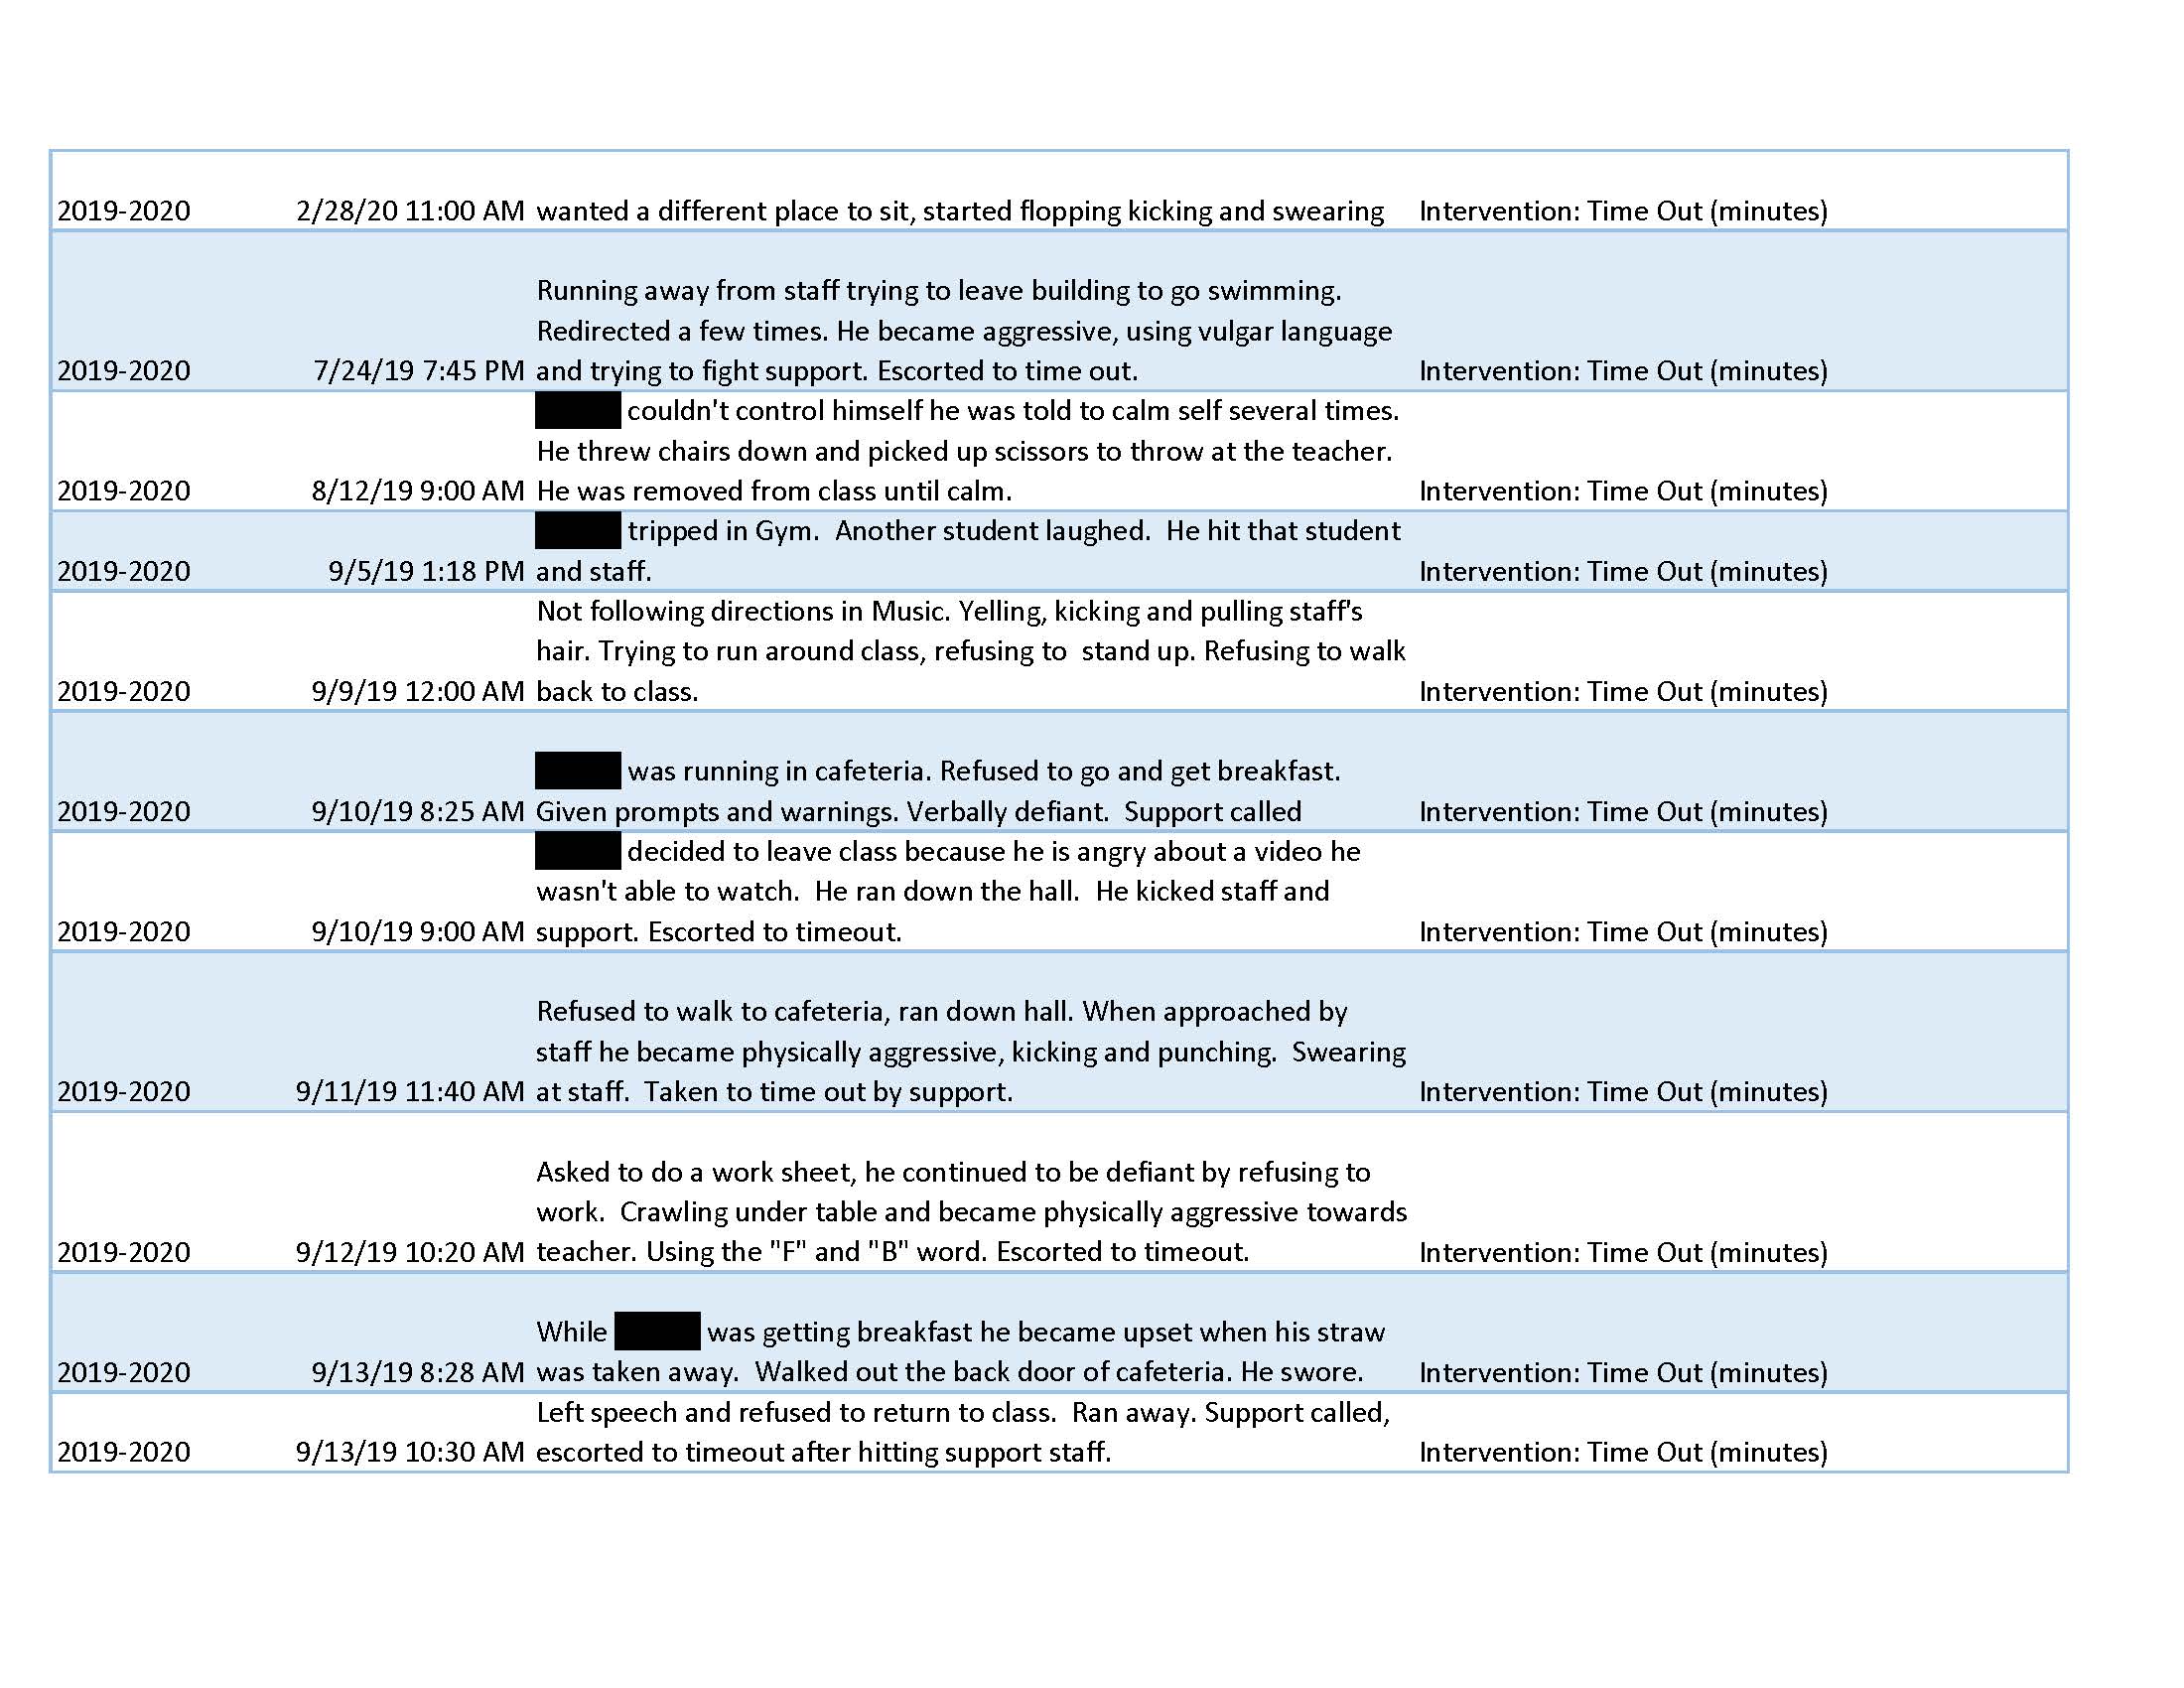 2019-2020 2/28/20 11:00 AM wanted a different place to sit, started flopping kicking and swearing Intervention: Time Out (minutes)
Running away from staff trying to leave building to go swimming.
Redirected a few times. He became aggressive, using vulgar language
2019-2020 7/24/19 7:45 PM and trying to fight support. Escorted to time out. Intervention: Time Out (minutes)
couldn't control himself he was told to calm self several times.
He threw chairs down and picked up scissors to throw at the teacher.
2019-2020 8/12/19 9:00 AM He was removed from class until calm. Intervention: Time Out (minutes)
tripped in Gym.  Another student laughed.  He hit that student
2019-2020 9/5/19 1:18 PM and staff. Intervention: Time Out (minutes)
Not following directions in Music. Yelling, kicking and pulling staff's
hair. Trying to run around class, refusing to  stand up. Refusing to walk
2019-2020 9/9/19 12:00 AM back to class. Intervention: Time Out (minutes)
was running in cafeteria. Refused to go and get breakfast.
2019-2020 9/10/19 8:25 AM Given prompts and warnings. Verbally defiant.  Support called Intervention: Time Out (minutes)
decided to leave class because he is angry about a video he
wasn't able to watch.  He ran down the hall.  He kicked staff and
2019-2020 9/10/19 9:00 AM support. Escorted to timeout. Intervention: Time Out (minutes)
Refused to walk to cafeteria, ran down hall. When approached by
staff he became physically aggressive, kicking and punching.  Swearing
2019-2020 9/11/19 11:40 AM at staff.  Taken to time out by support. Intervention: Time Out (minutes)
Asked to do a work sheet, he continued to be defiant by refusing to
work.  Crawling under table and became physically aggressive towards
2019-2020 9/12/19 10:20 AM teacher. Using the "F" and "B" word. Escorted to timeout. Intervention: Time Out (minutes)
While was getting breakfast he became upset when his straw
2019-2020 9/13/19 8:28 AM was taken away.  Walked out the back door of cafeteria. He swore. Intervention: Time Out (minutes)
Left speech and refused to return to class.  Ran away. Support called,
2019-2020 9/13/19 10:30 AM escorted to timeout after hitting support staff. Intervention: Time Out (minutes)